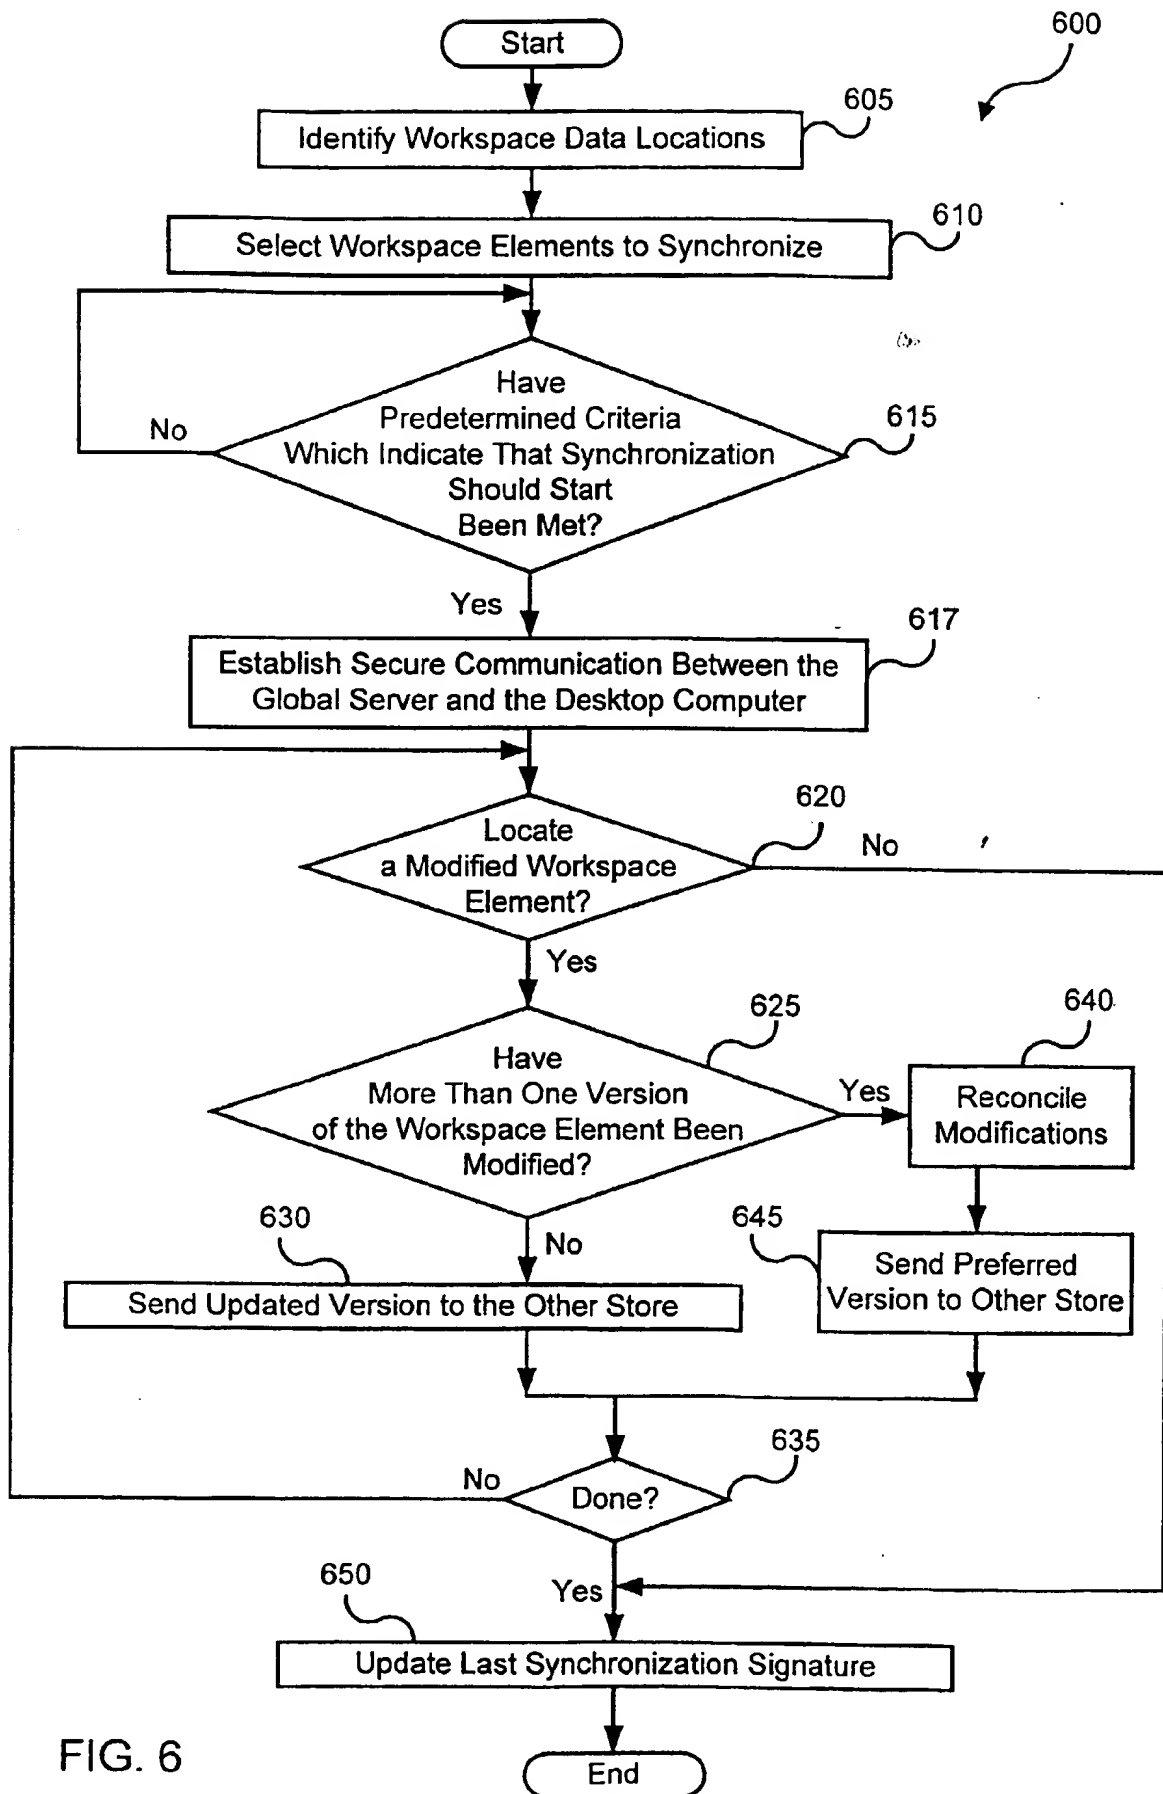 Start
600
Identify Workspace Data Locations
605
Select Workspace Elements to Synchronize
610
Have
Predetermined Criteria
Which Indicate That Synchronization
Should Start
Been Met?
615
No
Yes
617
Establish Secure Communication Between the
Global Server and the Desktop Computer
620
Locate
a Modified Workspace
Element?
No
Yes
625
Have
More Than One Version
of the Workspace Element Been
Modified?
Yes
640
Reconcile
Modifications
630
No
645
Send Updated Version to the Other Store
Send Preferred
Version to Other Store
635
No
Done?
650
Yes
Update Last Synchronization Signature
End
FIG. 6